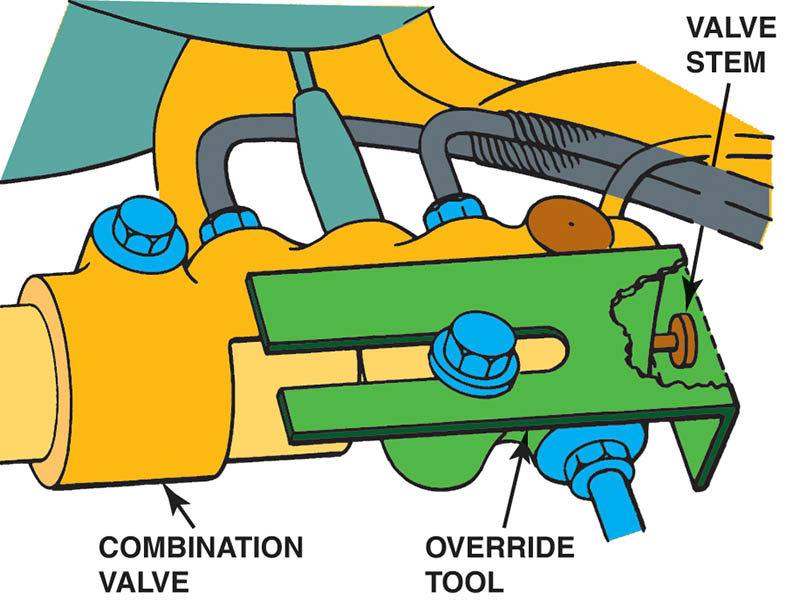 VALVE
STEM
COMBINATION
VALVE
OVERRIDE
TOOL